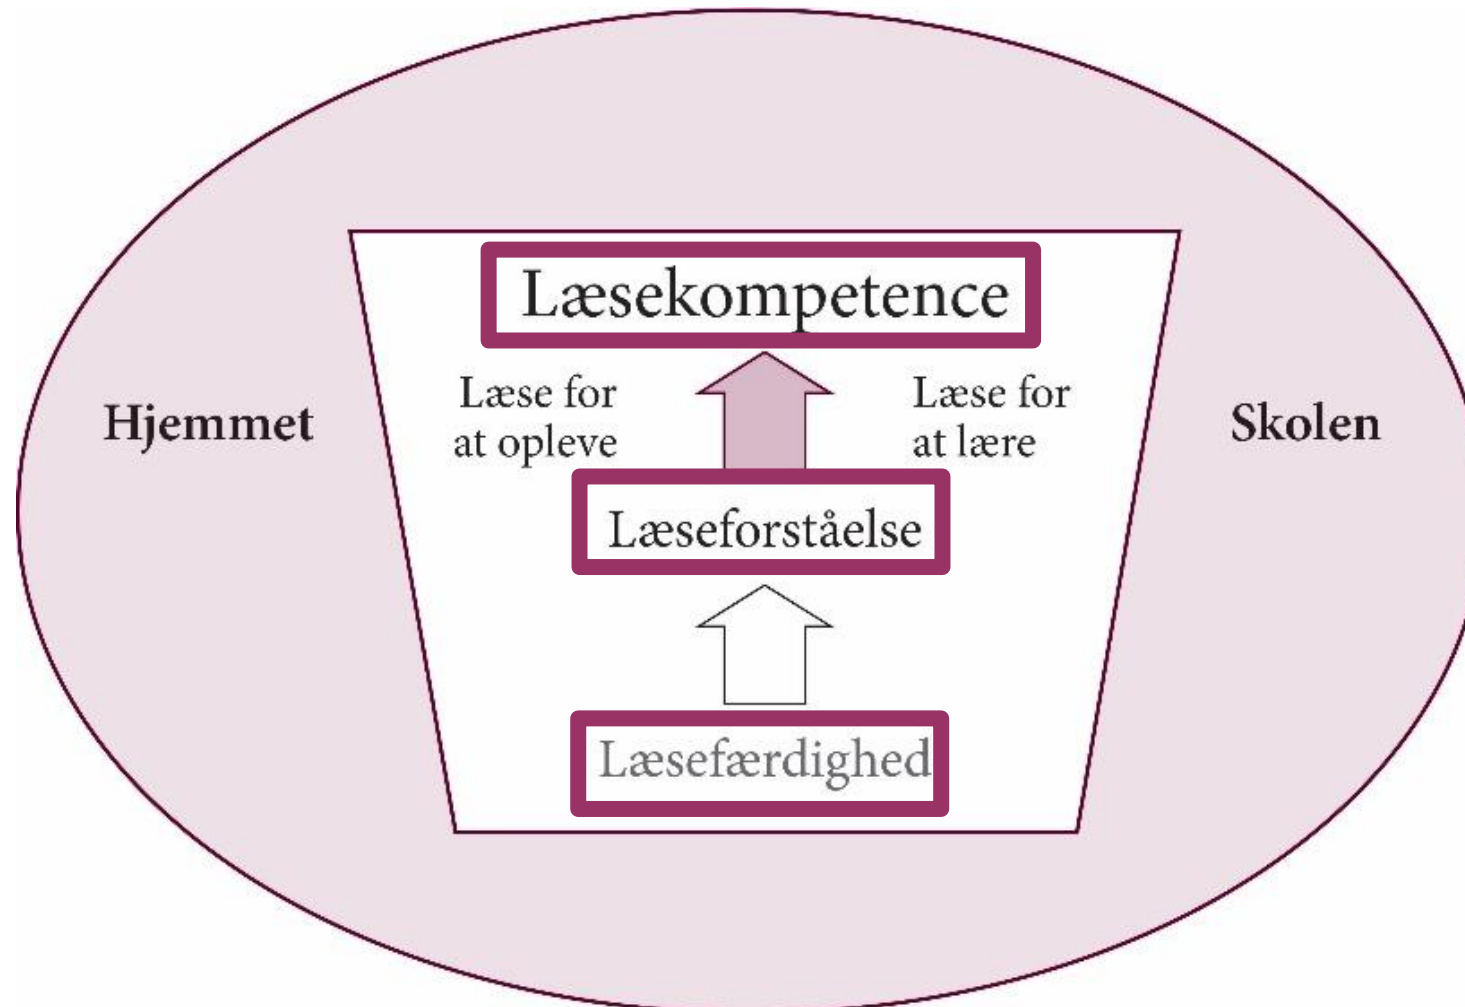 Læsekompetence
Læse for
at opleve
Læse for
at lære
Hjemmet
Skolen
Læseforståelse
Læsefærdighed